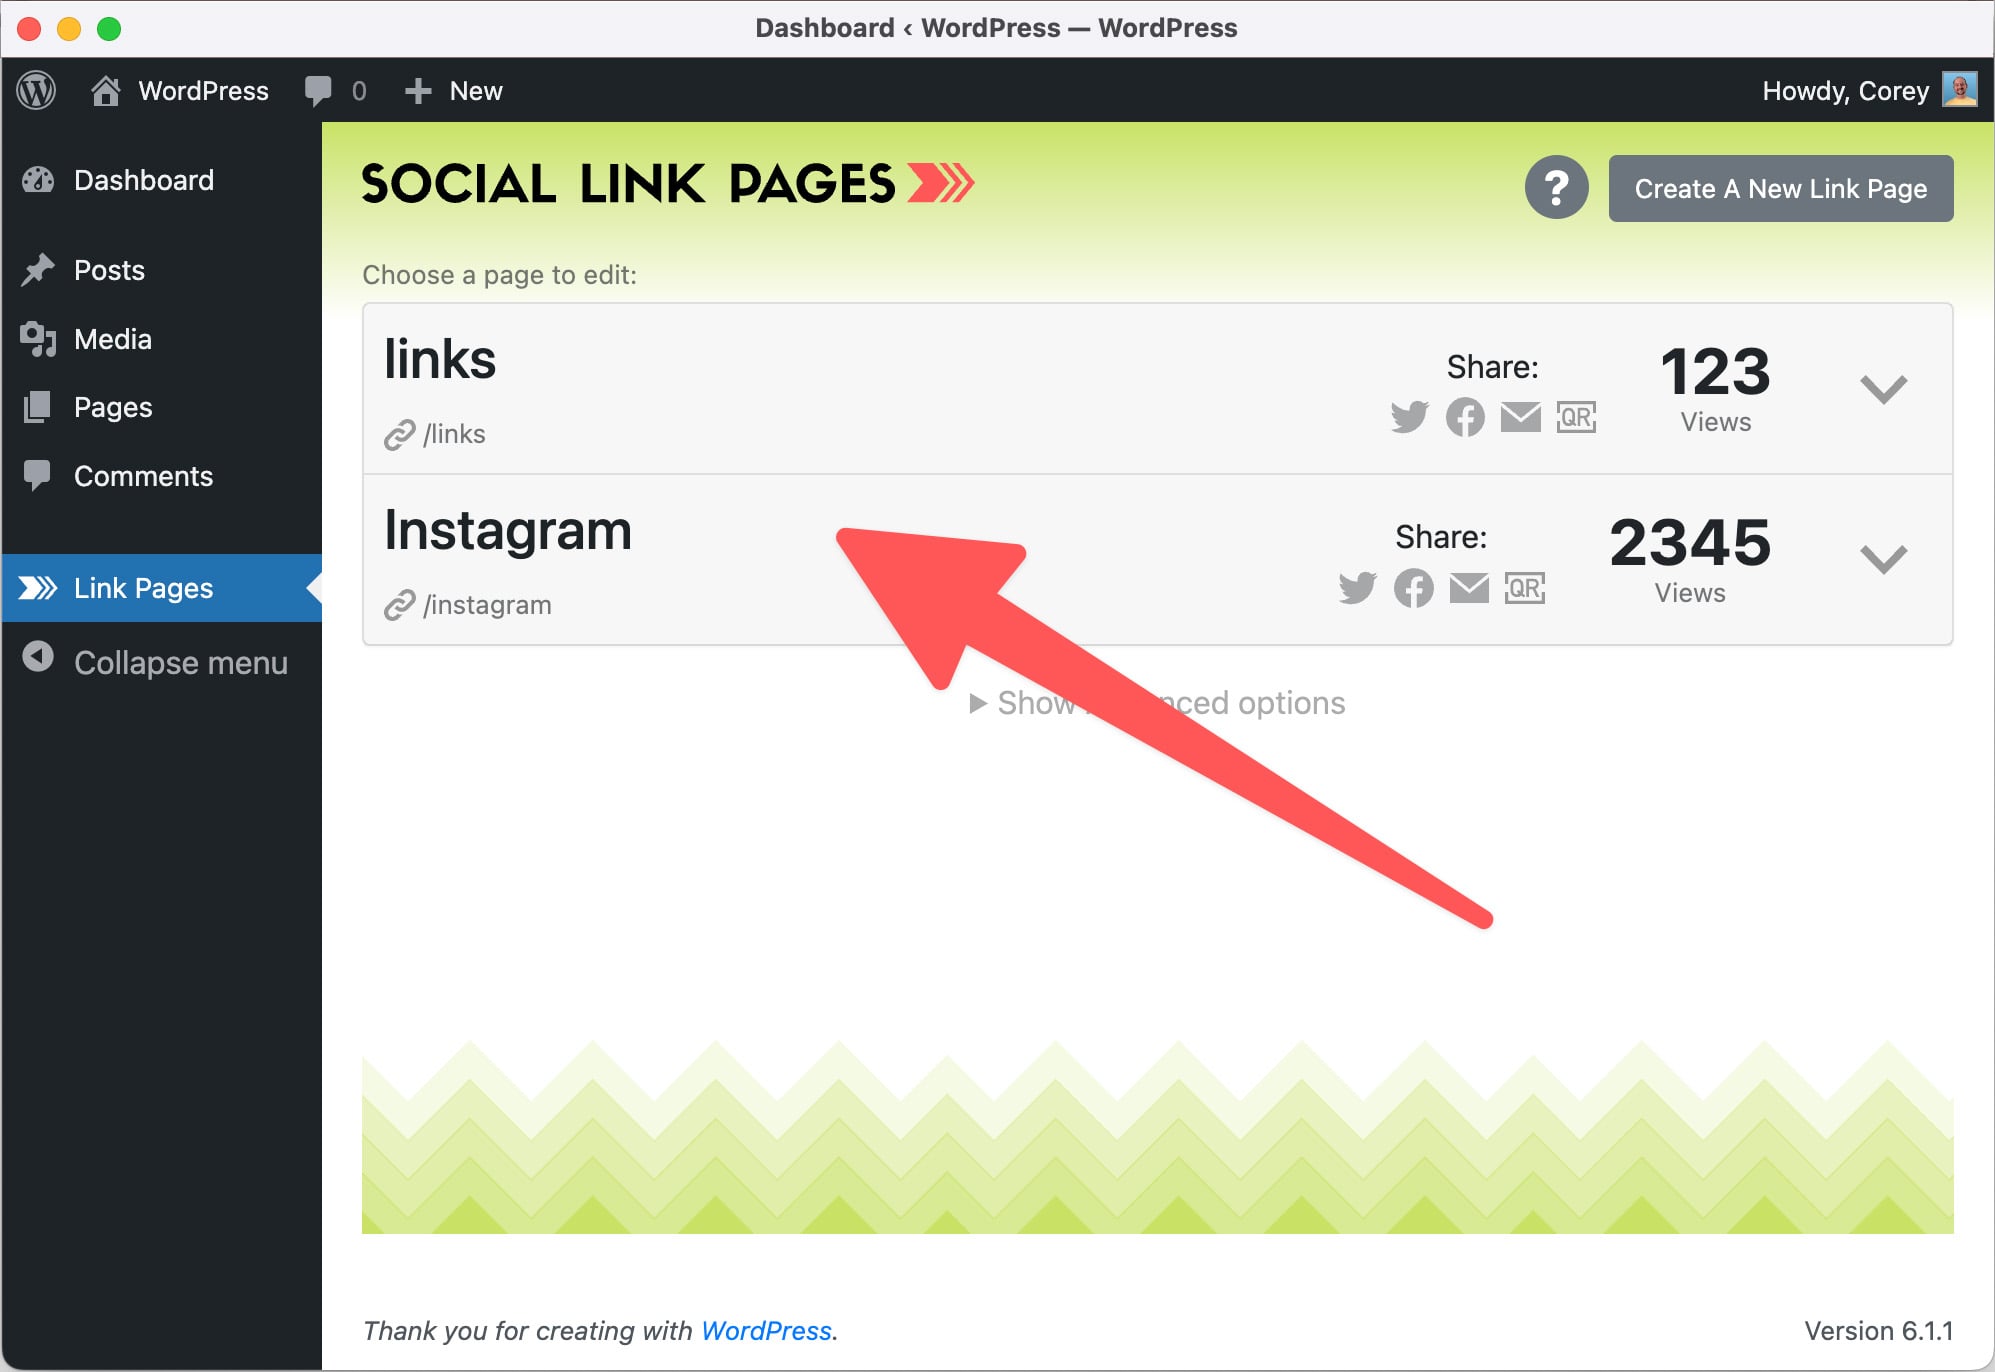 Dashboard ‹ WordPress — WordPress
WordPress 0 New Howdy, Corey
Dashboard
Posts
Media
Pages
Comments
Link Pages
Collapse menu
SOCIAL LINK PAGES
? Create A New Link Page
Choose a page to edit:
links
/links
Share:
QR
123
Views
Instagram
/instagram
Share:
QR
2345
Views
Show options
Thank you for creating with WordPress.
Version 6.1.1